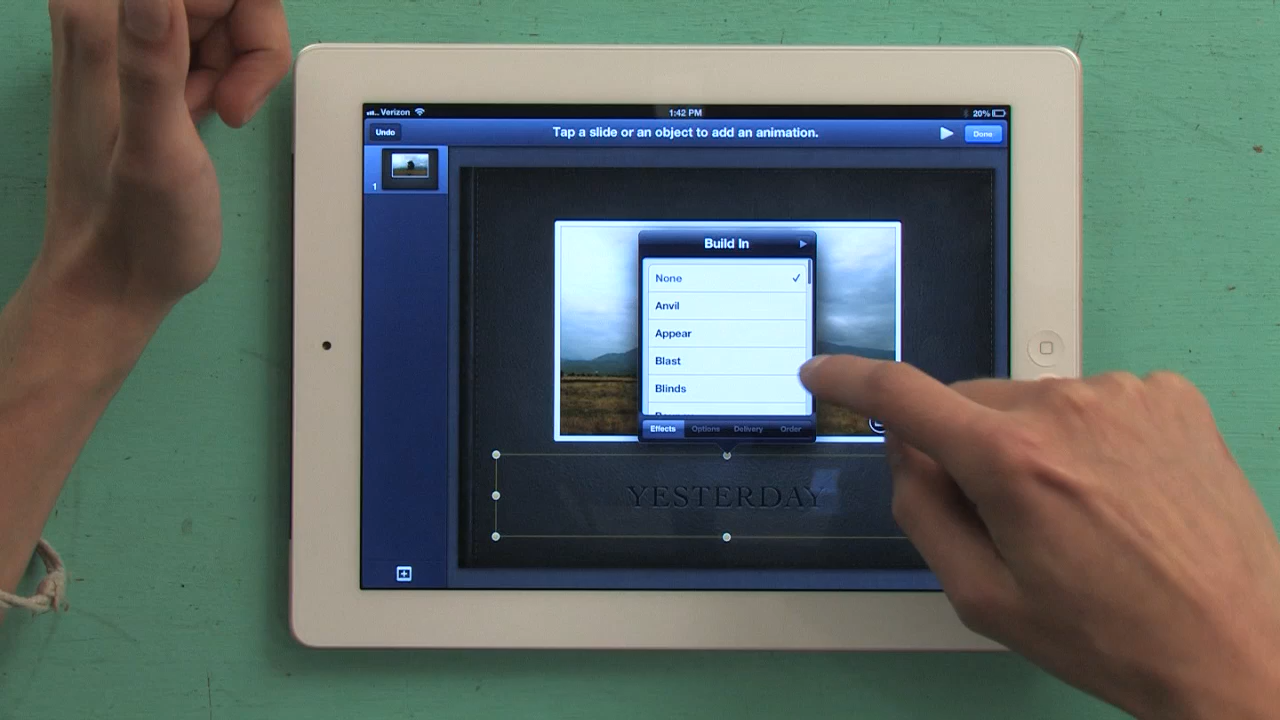 Verizon
1:42 PM
20%
Undo
Tap a slide or an object to add an animation.
Done
1
Build In
None
Anvil
Appear
Blast
Blinds
Effects
Options
Delivery
Order
YESTERDAY